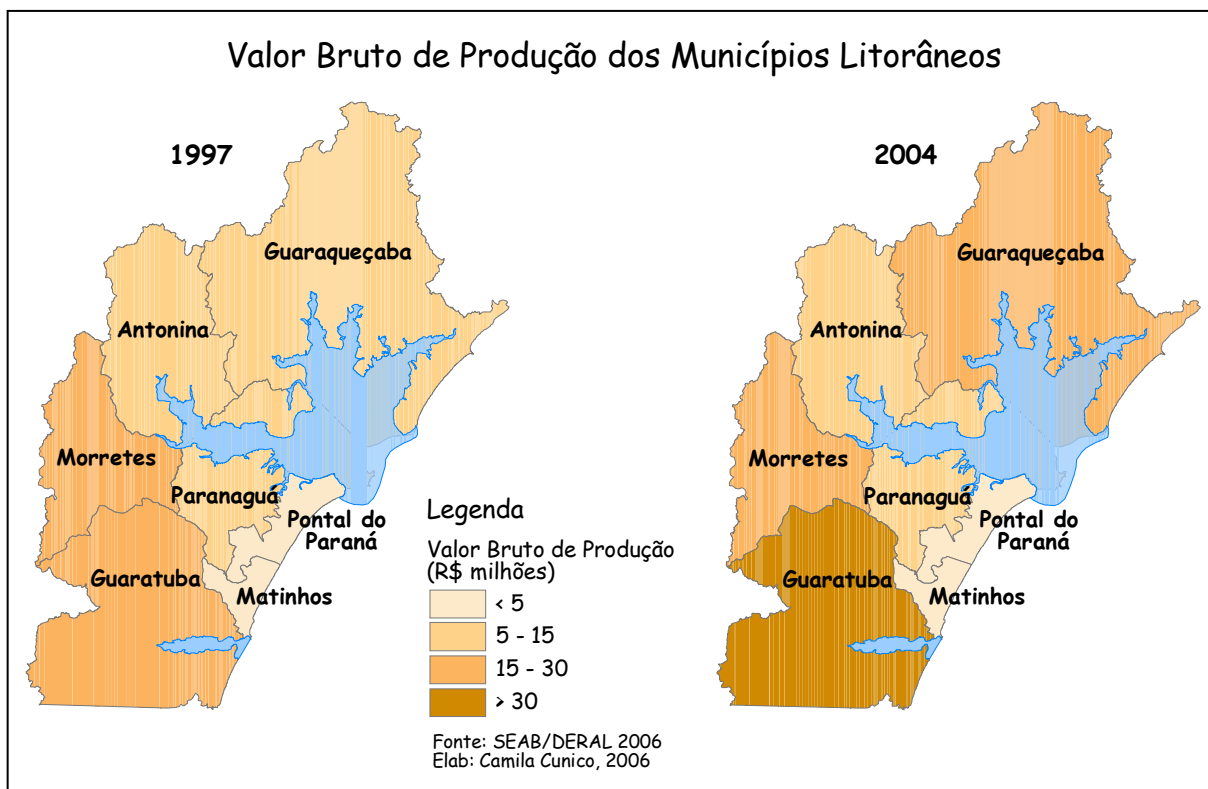 Valor Bruto de Produção dos Municípios Litorâneos
1997
Guaraqueçaba
Antonina
Morretes
Paranaguá
Pontal do
Paraná
Guaratuba
Matinhos
2004
Guaraqueçaba
Antonina
Morretes
Paranaguá
Pontal do
Paraná
Guaratuba
Matinhos
Legenda
Valor Bruto de Produção
(R$ milhões)
< 5
5 - 15
15 - 30
> 30
Fonte: SEAB/DERAL 2006
Elab: Camila Cunico, 2006